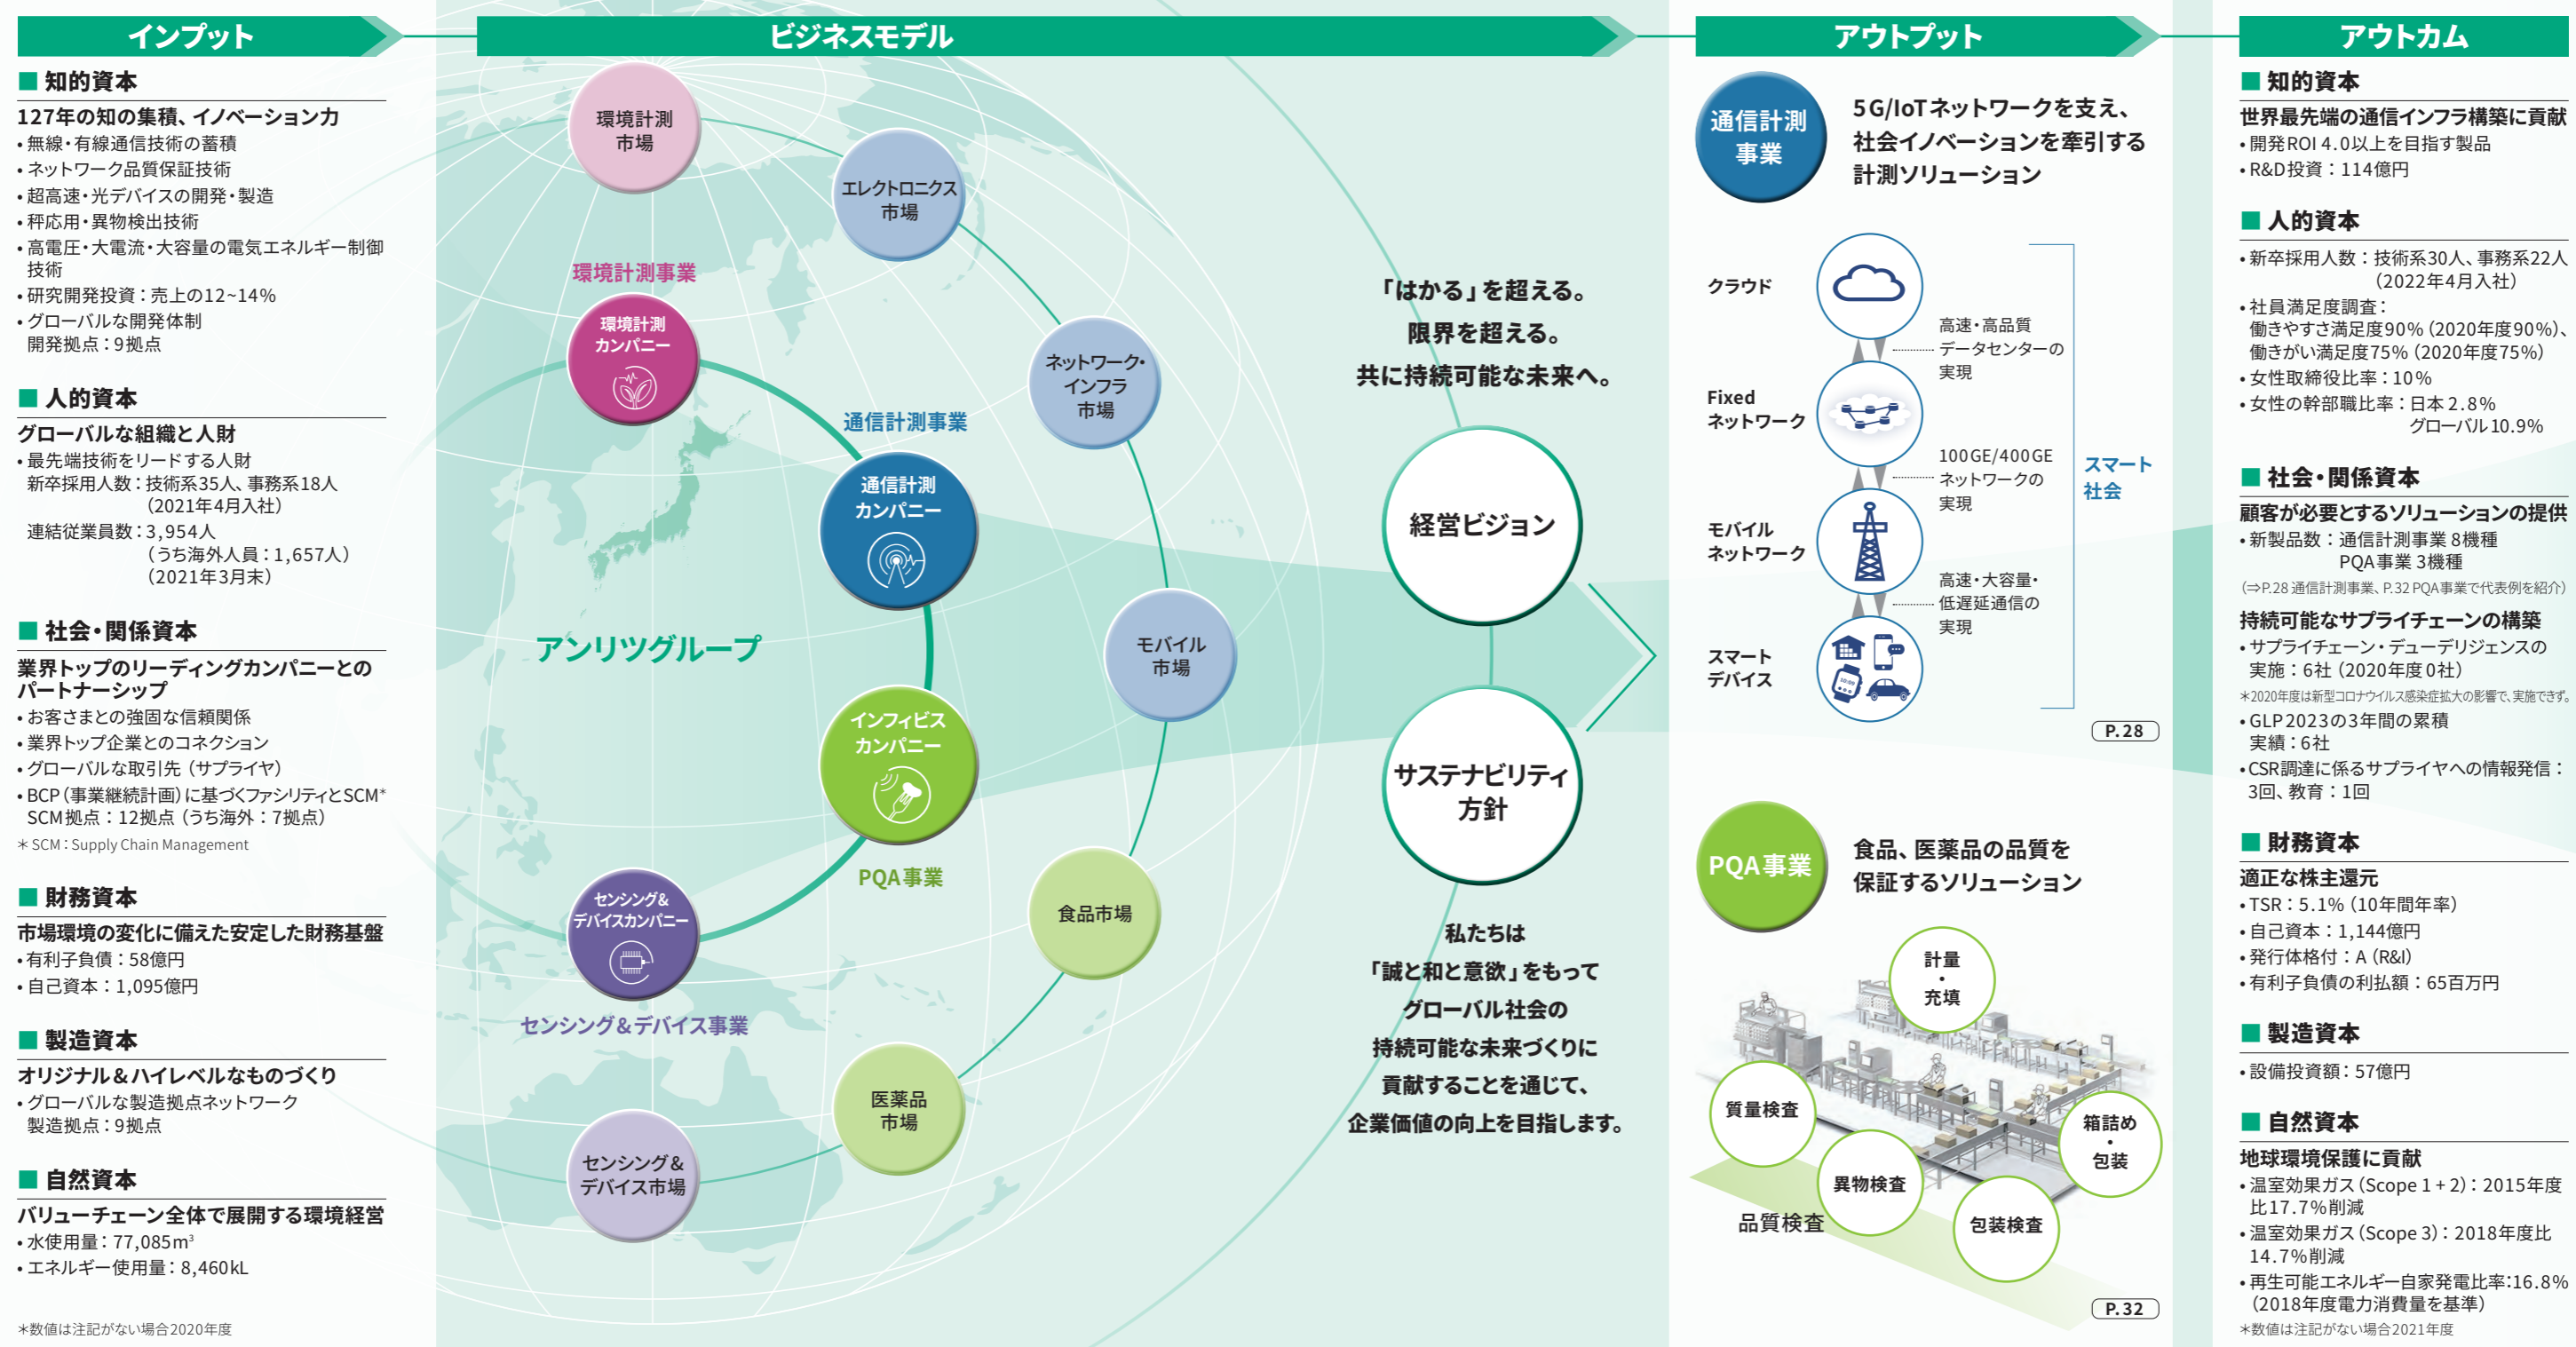 インプット
■ 知的資本
127年の知の集積、イノベーション力
• 無線・有線通信技術の蓄積
• ネットワーク品質保証技術
• 超高速・光デバイスの開発・製造
• 秤応用・異物検出技術
• 高電圧・大電流・大容量の電気エネルギー制御
技術
• 研究開発投資：売上の12~14%
• グローバルな開発体制
開発拠点：9拠点
■ 人的資本
グローバルな組織と人財
• 最先端技術をリードする人財
新卒採用人数：技術系35人、事務系18人
（2021年4月入社）
連結従業員数：3,954人
（うち海外人員：1,657人）
（2021年3月末）
■ 社会・関係資本
業界トップのリーディングカンパニーとの
パートナーシップ
• お客さまとの強固な信頼関係
• 業界トップ企業とのコネクション
• グローバルな取引先（サプライヤ）
• BCP（事業継続計画）に基づくファシリティとSCM*
SCM拠点：12拠点（うち海外：7拠点）
＊SCM：Supply Chain Management
■ 財務資本
市場環境の変化に備えた安定した財務基盤
• 有利子負債：58億円
• 自己資本：1,095億円
■ 製造資本
オリジナル＆ハイレベルなものづくり
• グローバルな製造拠点ネットワーク
製造拠点：9拠点
■ 自然資本
バリューチェーン全体で展開する環境経営
• 水使用量：77,085m³
• エネルギー使用量：8,460kL
＊数値は注記がない場合2020年度
ビジネスモデル
環境計測
市場
エレクトロニクス
市場
環境計測事業
環境計測
カンパニー
ネットワーク・
インフラ
市場
通信計測事業
通信計測
カンパニー
アンリツグループ
モバイル
市場
インフィビス
カンパニー
PQA事業
食品市場
センシング&
デバイスカンパニー
センシング＆デバイス事業
医薬品
市場
センシング＆
デバイス市場
「はかる」を超える。
限界を超える。
共に持続可能な未来へ。
経営ビジョン
サステナビリティ
方針
私たちは
「誠と和と意欲」をもって
グローバル社会の
持続可能な未来づくりに
貢献することを通じて、
企業価値の向上を目指します。
アウトプット
通信計測
事業
5G/IoTネットワークを支え、
社会イノベーションを牽引する
計測ソリューション
クラウド
高速・高品質
データセンターの
実現
Fixed
ネットワーク
100GE/400GE
ネットワークの
実現
スマート
社会
モバイル
ネットワーク
高速・大容量・
低遅延通信の
実現
スマート
デバイス
10:09
P.28
PQA事業
食品、医薬品の品質を
保証するソリューション
計量
・
充填
質量検査
箱詰め
・
包装
異物検査
包装検査
品質検査
P.32
アウトカム
■ 知的資本
世界最先端の通信インフラ構築に貢献
• 開発ROI 4.0以上を目指す製品
• R&D投資：114億円
■ 人的資本
• 新卒採用人数：技術系30人、事務系22人
（2022年4月入社）
• 社員満足度調査：
働きやすさ満足度90%（2020年度90%）、
働きがい満足度75%（2020年度75%）
• 女性取締役比率：10%
• 女性の幹部職比率：日本 2.8%
グローバル 10.9%
■ 社会・関係資本
顧客が必要とするソリューションの提供
• 新製品数：通信計測事業 8機種
PQA事業 3機種
（⇒P.28 通信計測事業、P.32 PQA事業で代表例を紹介）
持続可能なサプライチェーンの構築
• サプライチェーン・デューデリジェンスの
実施：6社（2020年度0社）
＊2020年度は新型コロナウイルス感染症拡大の影響で、実施できず。
• GLP2023の3年間の累積
実績：6社
• CSR調達に係るサプライヤへの情報発信：
3回、教育：1回
■ 財務資本
適正な株主還元
• TSR：5.1%（10年間年率）
• 自己資本：1,144億円
• 発行体格付：A（R&I）
• 有利子負債の利払額：65百万円
■ 製造資本
• 設備投資額：57億円
■ 自然資本
地球環境保護に貢献
• 温室効果ガス（Scope 1 + 2）：2015年度
比17.7%削減
• 温室効果ガス（Scope 3）：2018年度比
14.7%削減
• 再生可能エネルギー自家発電比率：16.8%
（2018年度電力消費量を基準）
＊数値は注記がない場合2021年度